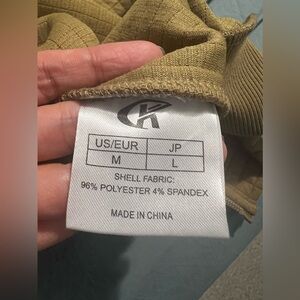 US/EUR JP
M L
SHELL FABRIC:
96% POLYESTER 4% SPANDEX
MADE IN CHINA